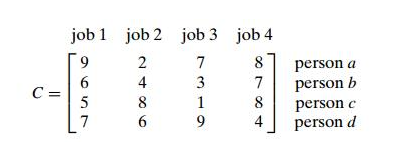 job 1 job 2 job 3 job 4
9 2 7 8 person a
C = 6 4 3 7 person b
5 8 1 8 person c
7 6 9 4 person d